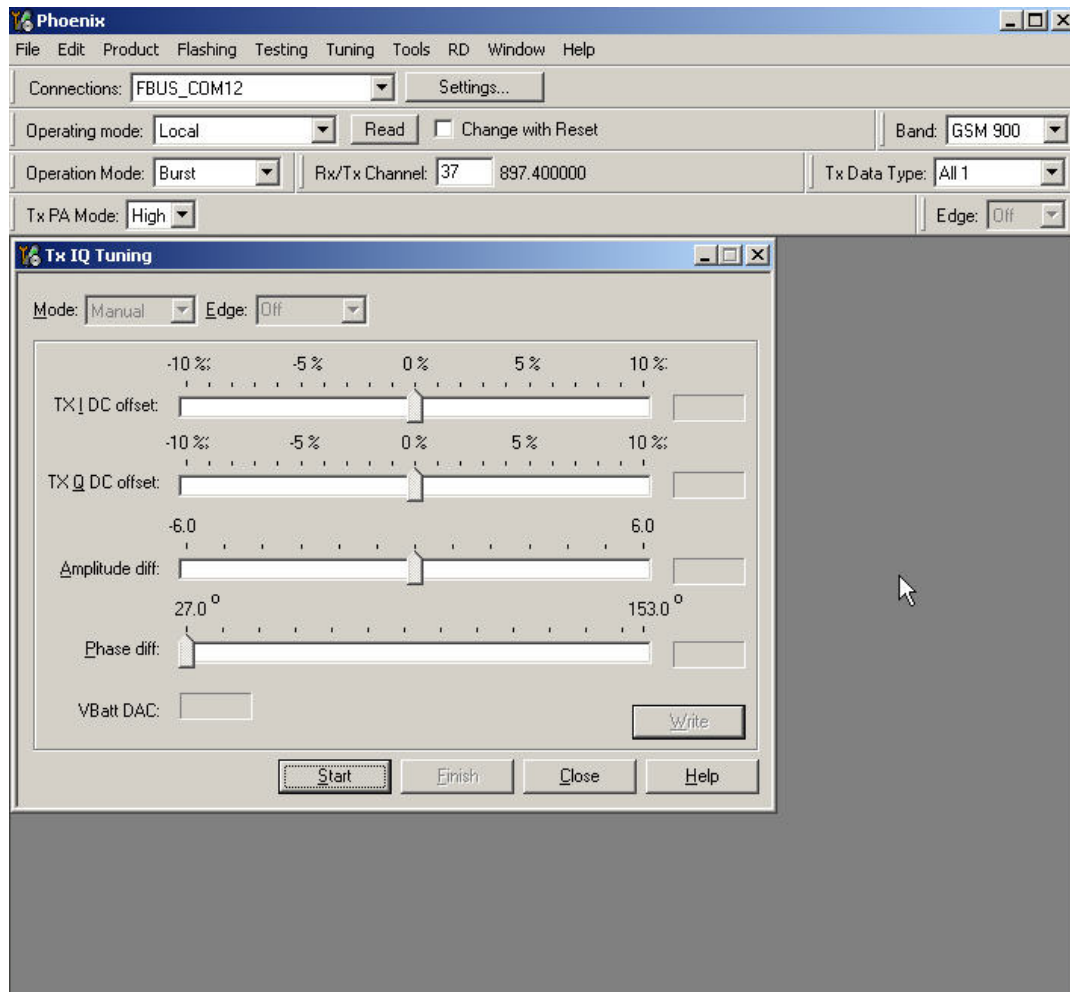 Phoenix
File Edit Product Flashing Testing Tuning Tools RD Window Help
Connections: FBUS_COM12 Settings...
Operating mode: Local Read Change with Reset Band: GSM 900
Operation Mode: Burst Rx/Tx Channel: 37 897.400000 Tx Data Type: All 1
Tx PA Mode: High Edge: Off
Tx IQ Tuning
Mode: Manual Edge: Off
-10 %: -5 % 0 % 5 % 10 %:
TX I DC offset:
-10 %: -5 % 0 % 5 % 10 %:
TX Q DC offset:
-6.0 6.0
Amplitude diff:
27.0 º 153.0 º
Phase diff:
VBatt DAC:
Write
Start Finish Close Help